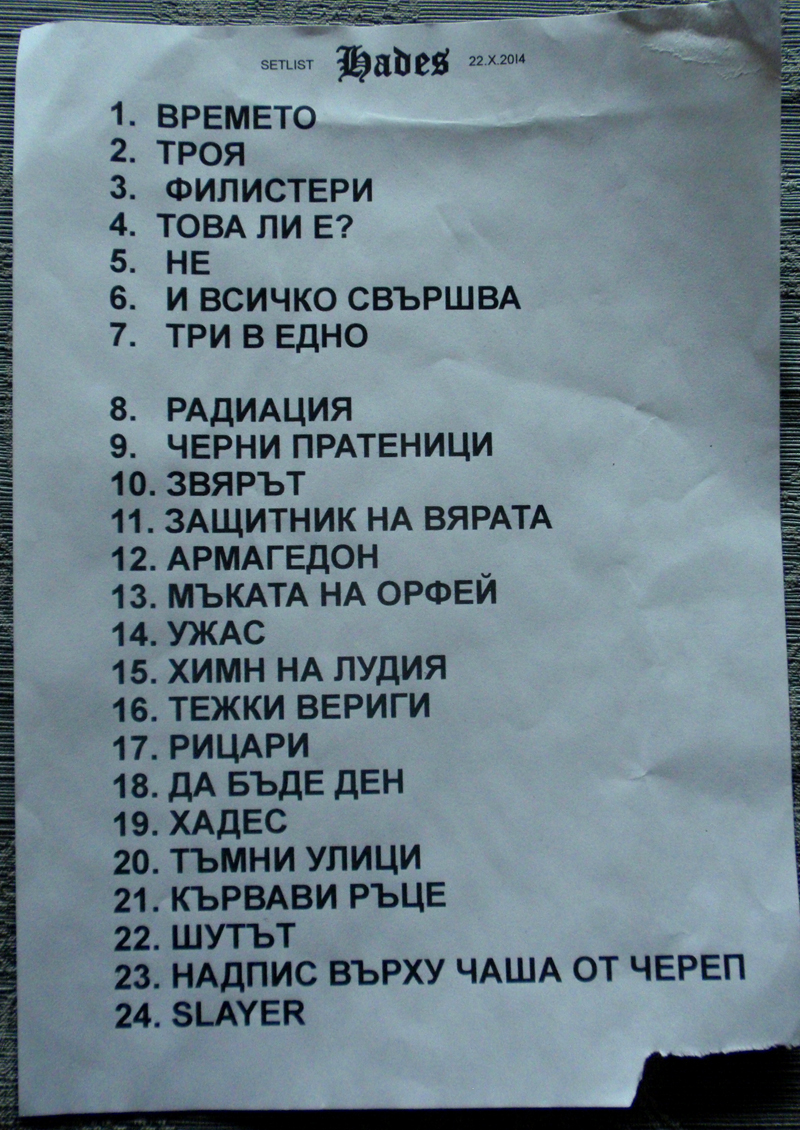 SETLIST Hades 22.X.2014
1. ВРЕМЕТО
2. ТРОЯ
3. ФИЛИСТЕРИ
4. ТОВА ЛИ Е?
5. НЕ
6. И ВСИЧКО СВЪРШВА
7. ТРИ В ЕДНО
8. РАДИАЦИЯ
9. ЧЕРНИ ПРАТЕНИЦИ
10. ЗВЯРЪТ
11. ЗАЩИТНИК НА ВЯРАТА
12. АРМАГЕДОН
13. МЪКАТА НА ОРФЕЙ
14. УЖАС
15. ХИМН НА ЛУДИЯ
16. ТЕЖКИ ВЕРИГИ
17. РИЦАРИ
18. ДА БЪДЕ ДЕН
19. ХАДЕС
20. ТЪМНИ УЛИЦИ
21. КЪРВАВИ РЪЦЕ
22. ШУТЪТ
23. НАДПИС ВЪРХУ ЧАША ОТ ЧЕРЕП
24. SLAYER